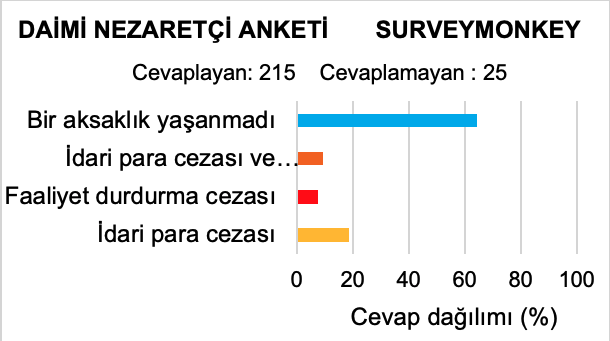 DAİMİ NEZARETÇİ ANKETİ SURVEYMONKEY
Cevaplayan: 215 Cevaplamayan : 25
Bir aksaklık yaşanmadı
İdari para cezası ve…
Faaliyet durdurma cezası
İdari para cezası
0 20 40 60 80 100
Cevap dağılımı (%)